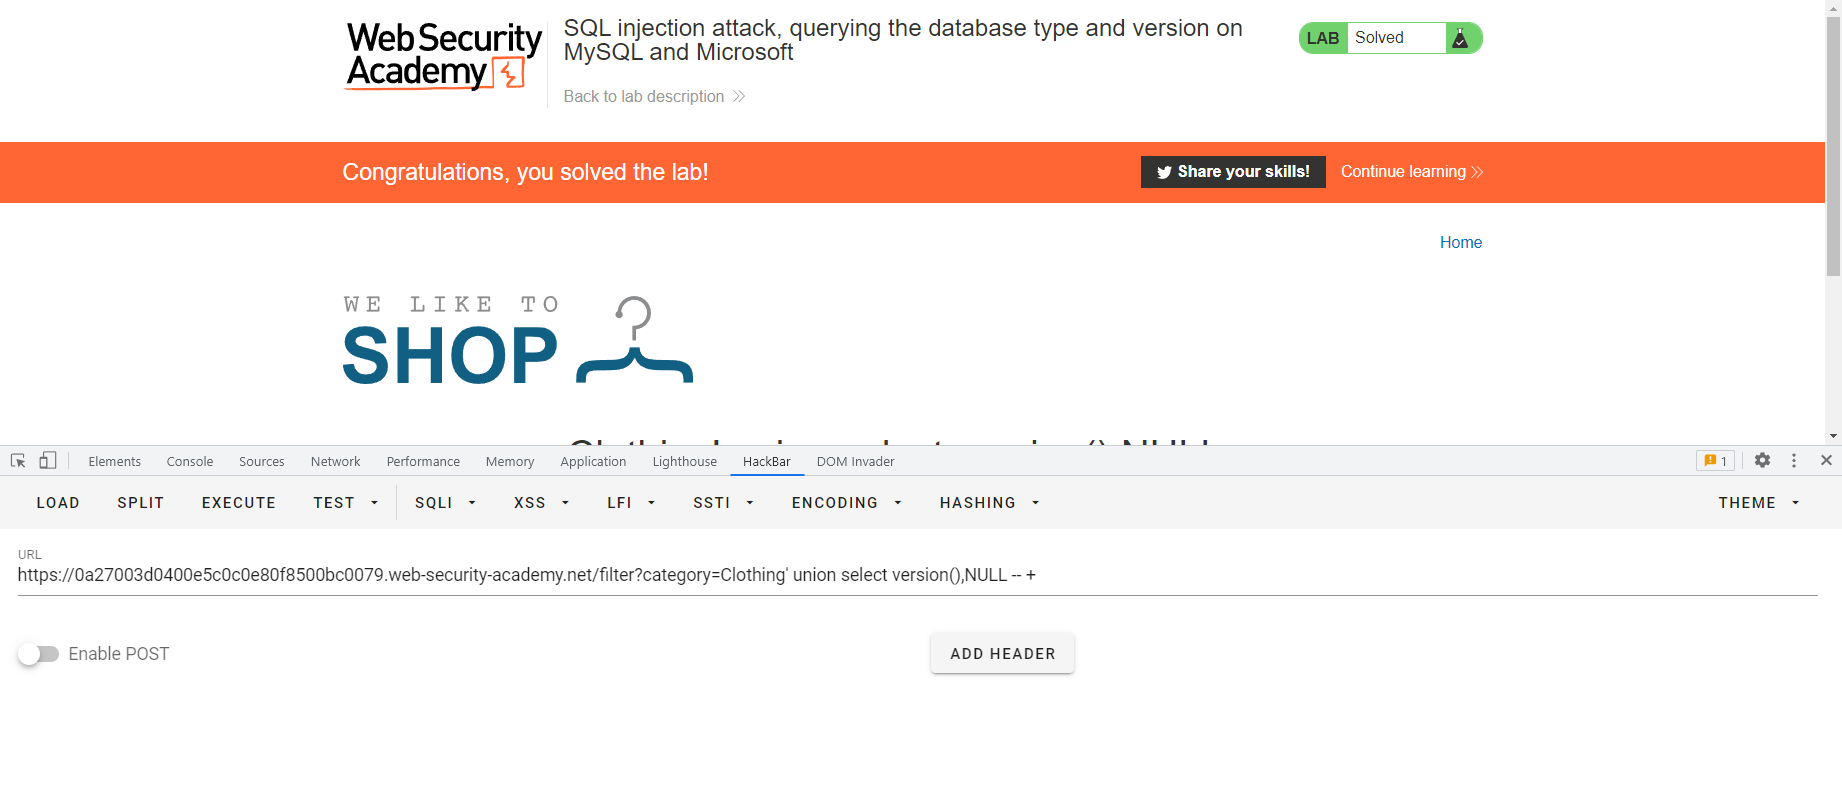 Web Security
Academy
SQL injection attack, querying the database type and version on
MySQL and Microsoft
Back to lab description
LAB Solved
Congratulations, you solved the lab!
Share your skills!
Continue learning
Home
WE LIKE TO
SHOP
Elements Console Sources Network Performance Memory Application Lighthouse HackBar DOM Invader 1
LOAD SPLIT EXECUTE TEST SQLI XSS LFI SSTI ENCODING HASHING THEME
URL
https://0a27003d0400e5c0c0e80f8500bc0079.web-security-academy.net/filter?category=Clothing' union select version(),NULL -- +
Enable POST
ADD HEADER